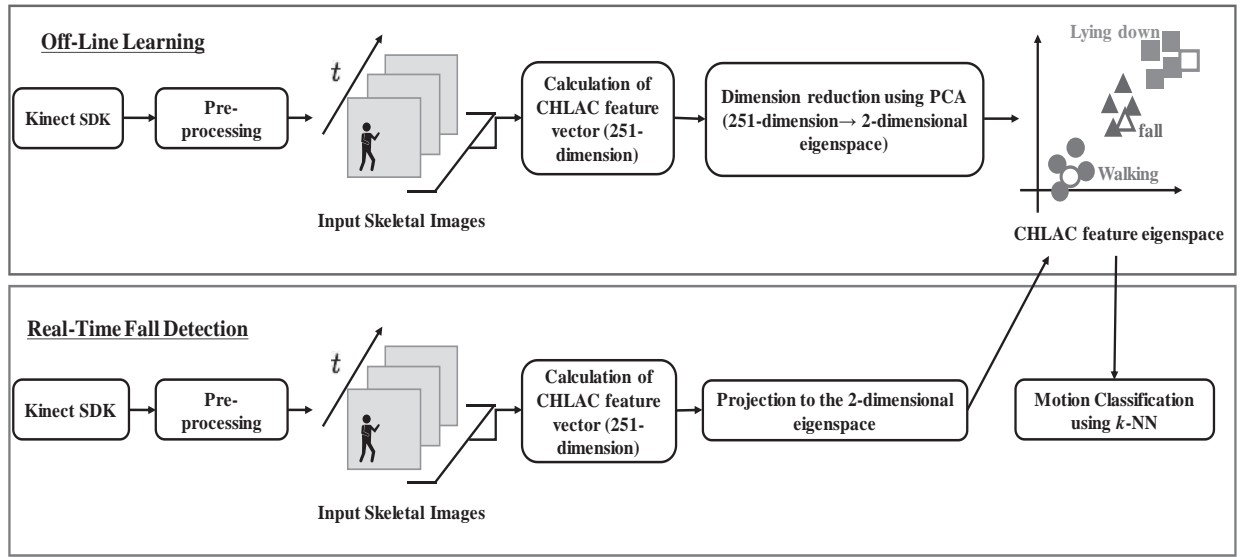 Off-Line Learning
Kinect SDK
Pre-
processing
t
Input Skeletal Images
Calculation of
CHLAC feature
vector (251-
dimension)
Dimension reduction using PCA
(251-dimension→ 2-dimensional
eigenspace)
Lying down
fall
Walking
CHLAC feature eigenspace
Real-Time Fall Detection
Kinect SDK
Pre-
processing
t
Input Skeletal Images
Calculation of
CHLAC feature
vector (251-
dimension)
Projection to the 2-dimensional
eigenspace
Motion Classification
using k-NN